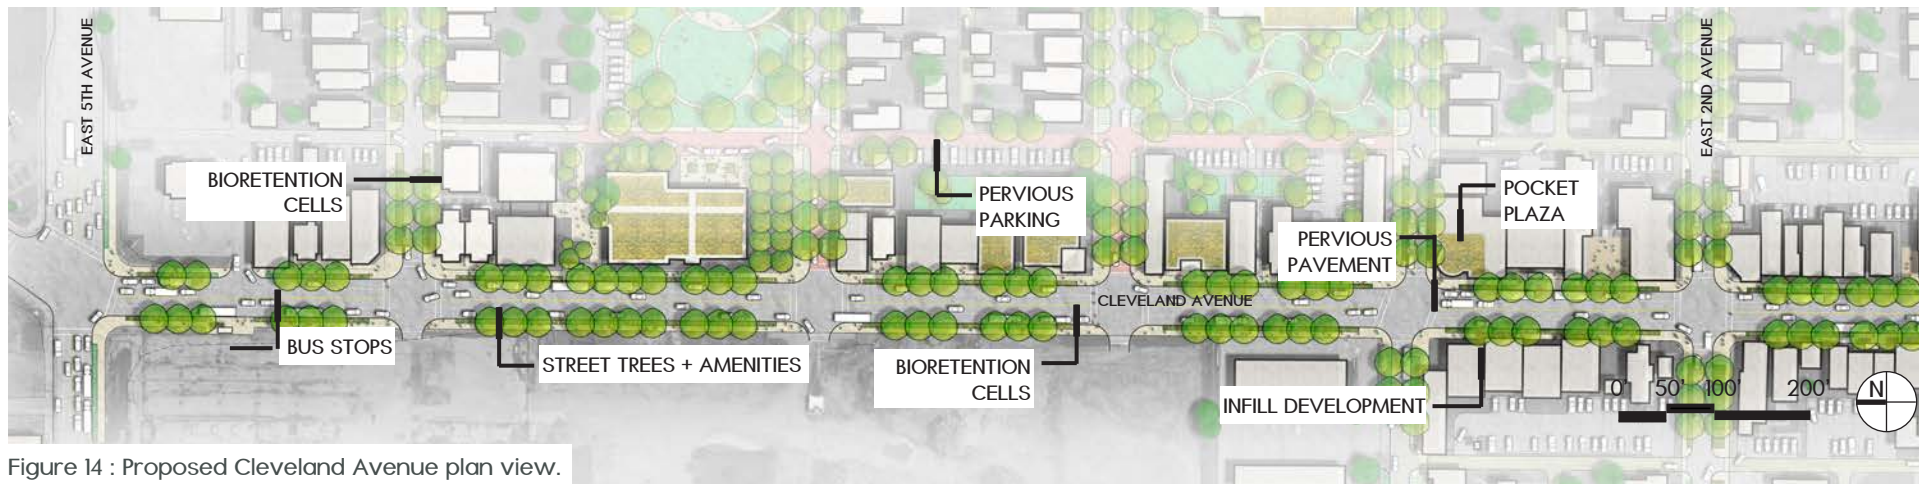 EAST 5TH AVENUE
EAST 2ND AVENUE
BIORETENTION
CELLS
PERVIOUS
PARKING
POCKET
PLAZA
PERVIOUS
PAVEMENT
CLEVELAND AVENUE
BUS STOPS
STREET TREES + AMENITIES
BIORETENTION
CELLS
INFILL DEVELOPMENT
0' 50' 100' 200'
N
Figure 14 : Proposed Cleveland Avenue plan view.